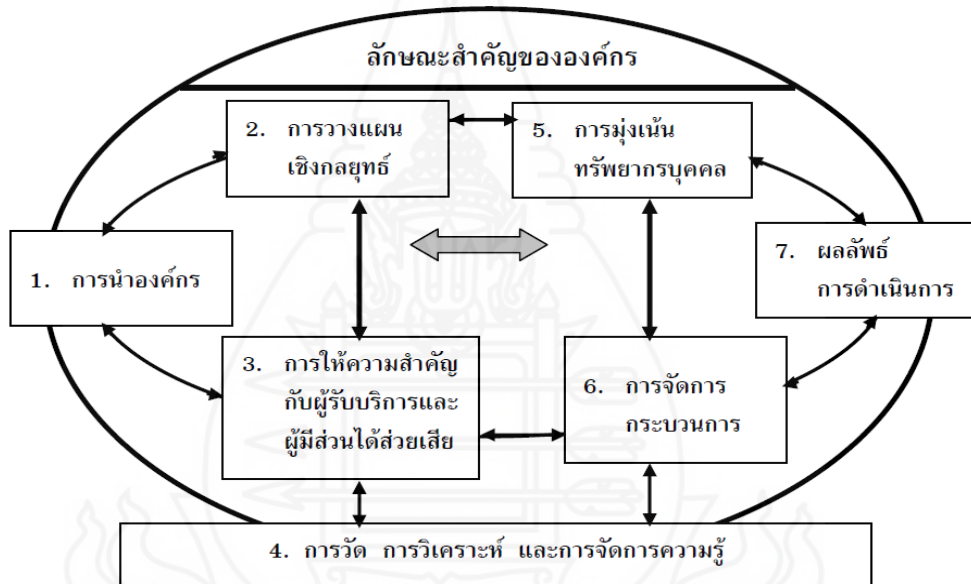 ลักษณะสำคัญขององค์กร
2. การวางแผน
เชิงกลยุทธ์
5. การมุ่งเน้น
ทรัพยากรบุคคล
1. การนำองค์กร
7. ผลลัพธ์
การดำเนินการ
3. การให้ความสำคัญ
กับผู้รับบริการและ
ผู้มีส่วนได้ส่วยเสีย
6. การจัดการ
กระบวนการ
4. การวัด การวิเคราะห์ และการจัดการความรู้